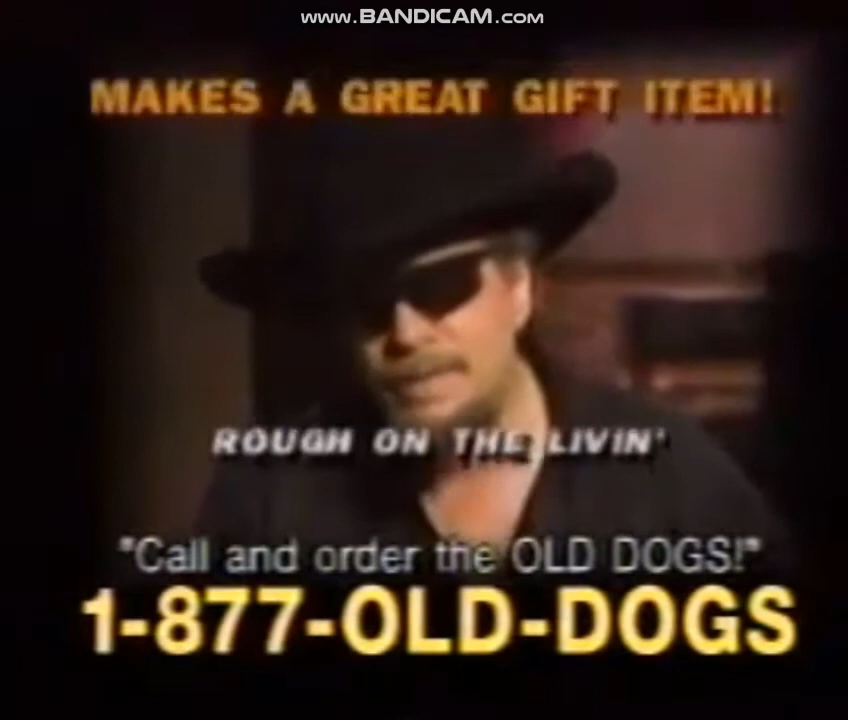 www.BANDICAM.com
MAKES A GREAT GIFT ITEM!
ROUGH ON THE LIVIN'
"Call and order the OLD DOGS!"
1-877-OLD-DOGS